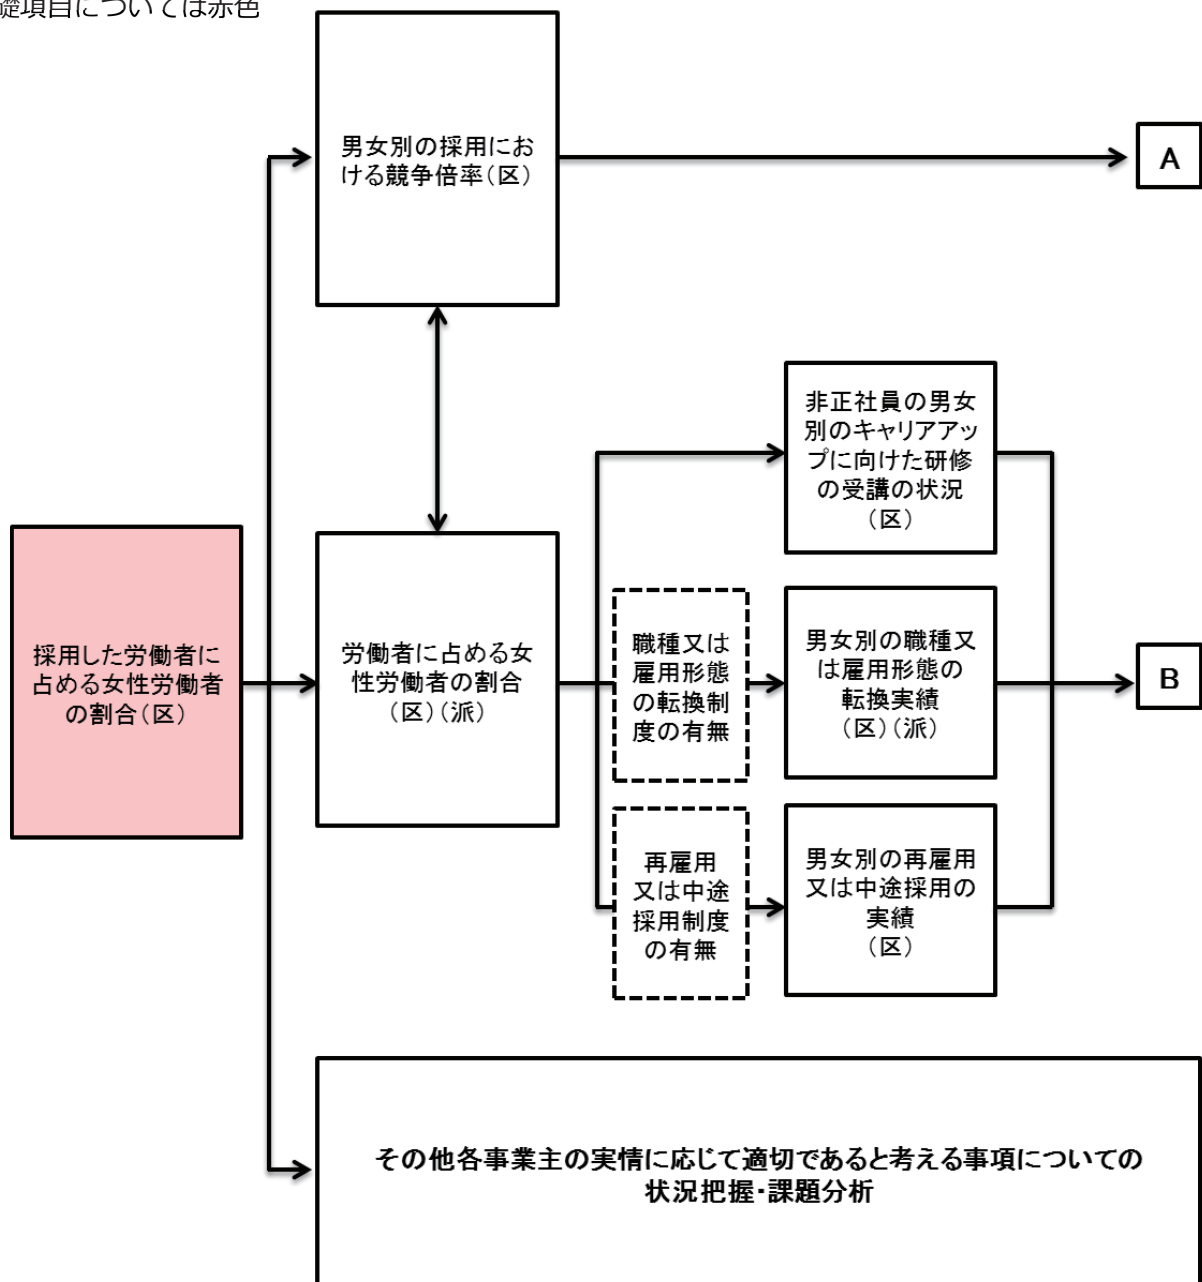 礎項目については赤色
男女別の採用にお
ける競争倍率(区)
A
非正社員の男女
別のキャリアアッ
プに向けた研修
の受講の状況
(区)
採用した労働者に
占める女性労働者
の割合(区)
労働者に占める女
性労働者の割合
(区)(派)
職種又は
雇用形態
の転換制
度の有無
男女別の職種又
は雇用形態の
転換実績
(区)(派)
B
再雇用
又は中途
採用制度
の有無
男女別の再雇用
又は中途採用の
実績
(区)
その他各事業主の実情に応じて適切であると考える事項についての
状況把握・課題分析